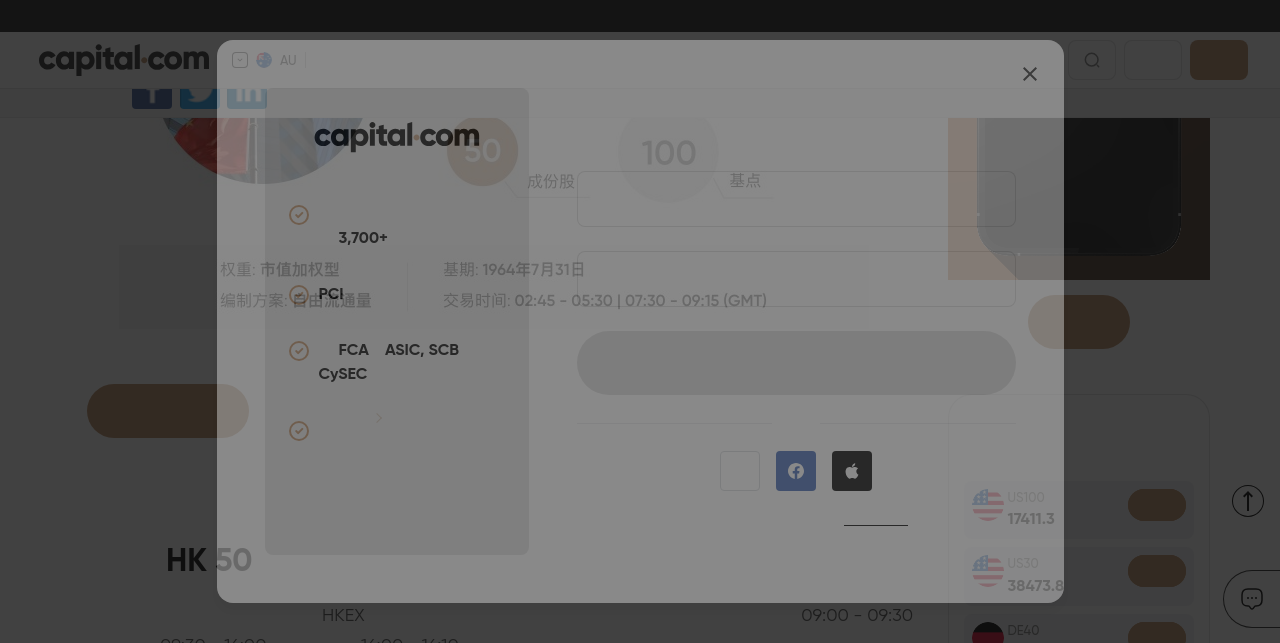 capital.com
AU
capital.com
50
100
成份股
基点
3,700+
权重: 市值加权型
基期: 1964年7月31日
PCI
编制方案: 自由流通量
交易时间: 02:45 - 05:30 | 07:30 - 09:15 (GMT)
FCA ASIC, SCB
CySEC
US100
17411.3
HK 50
US30
38473.8
HKEX
09:00 - 09:30
DE40